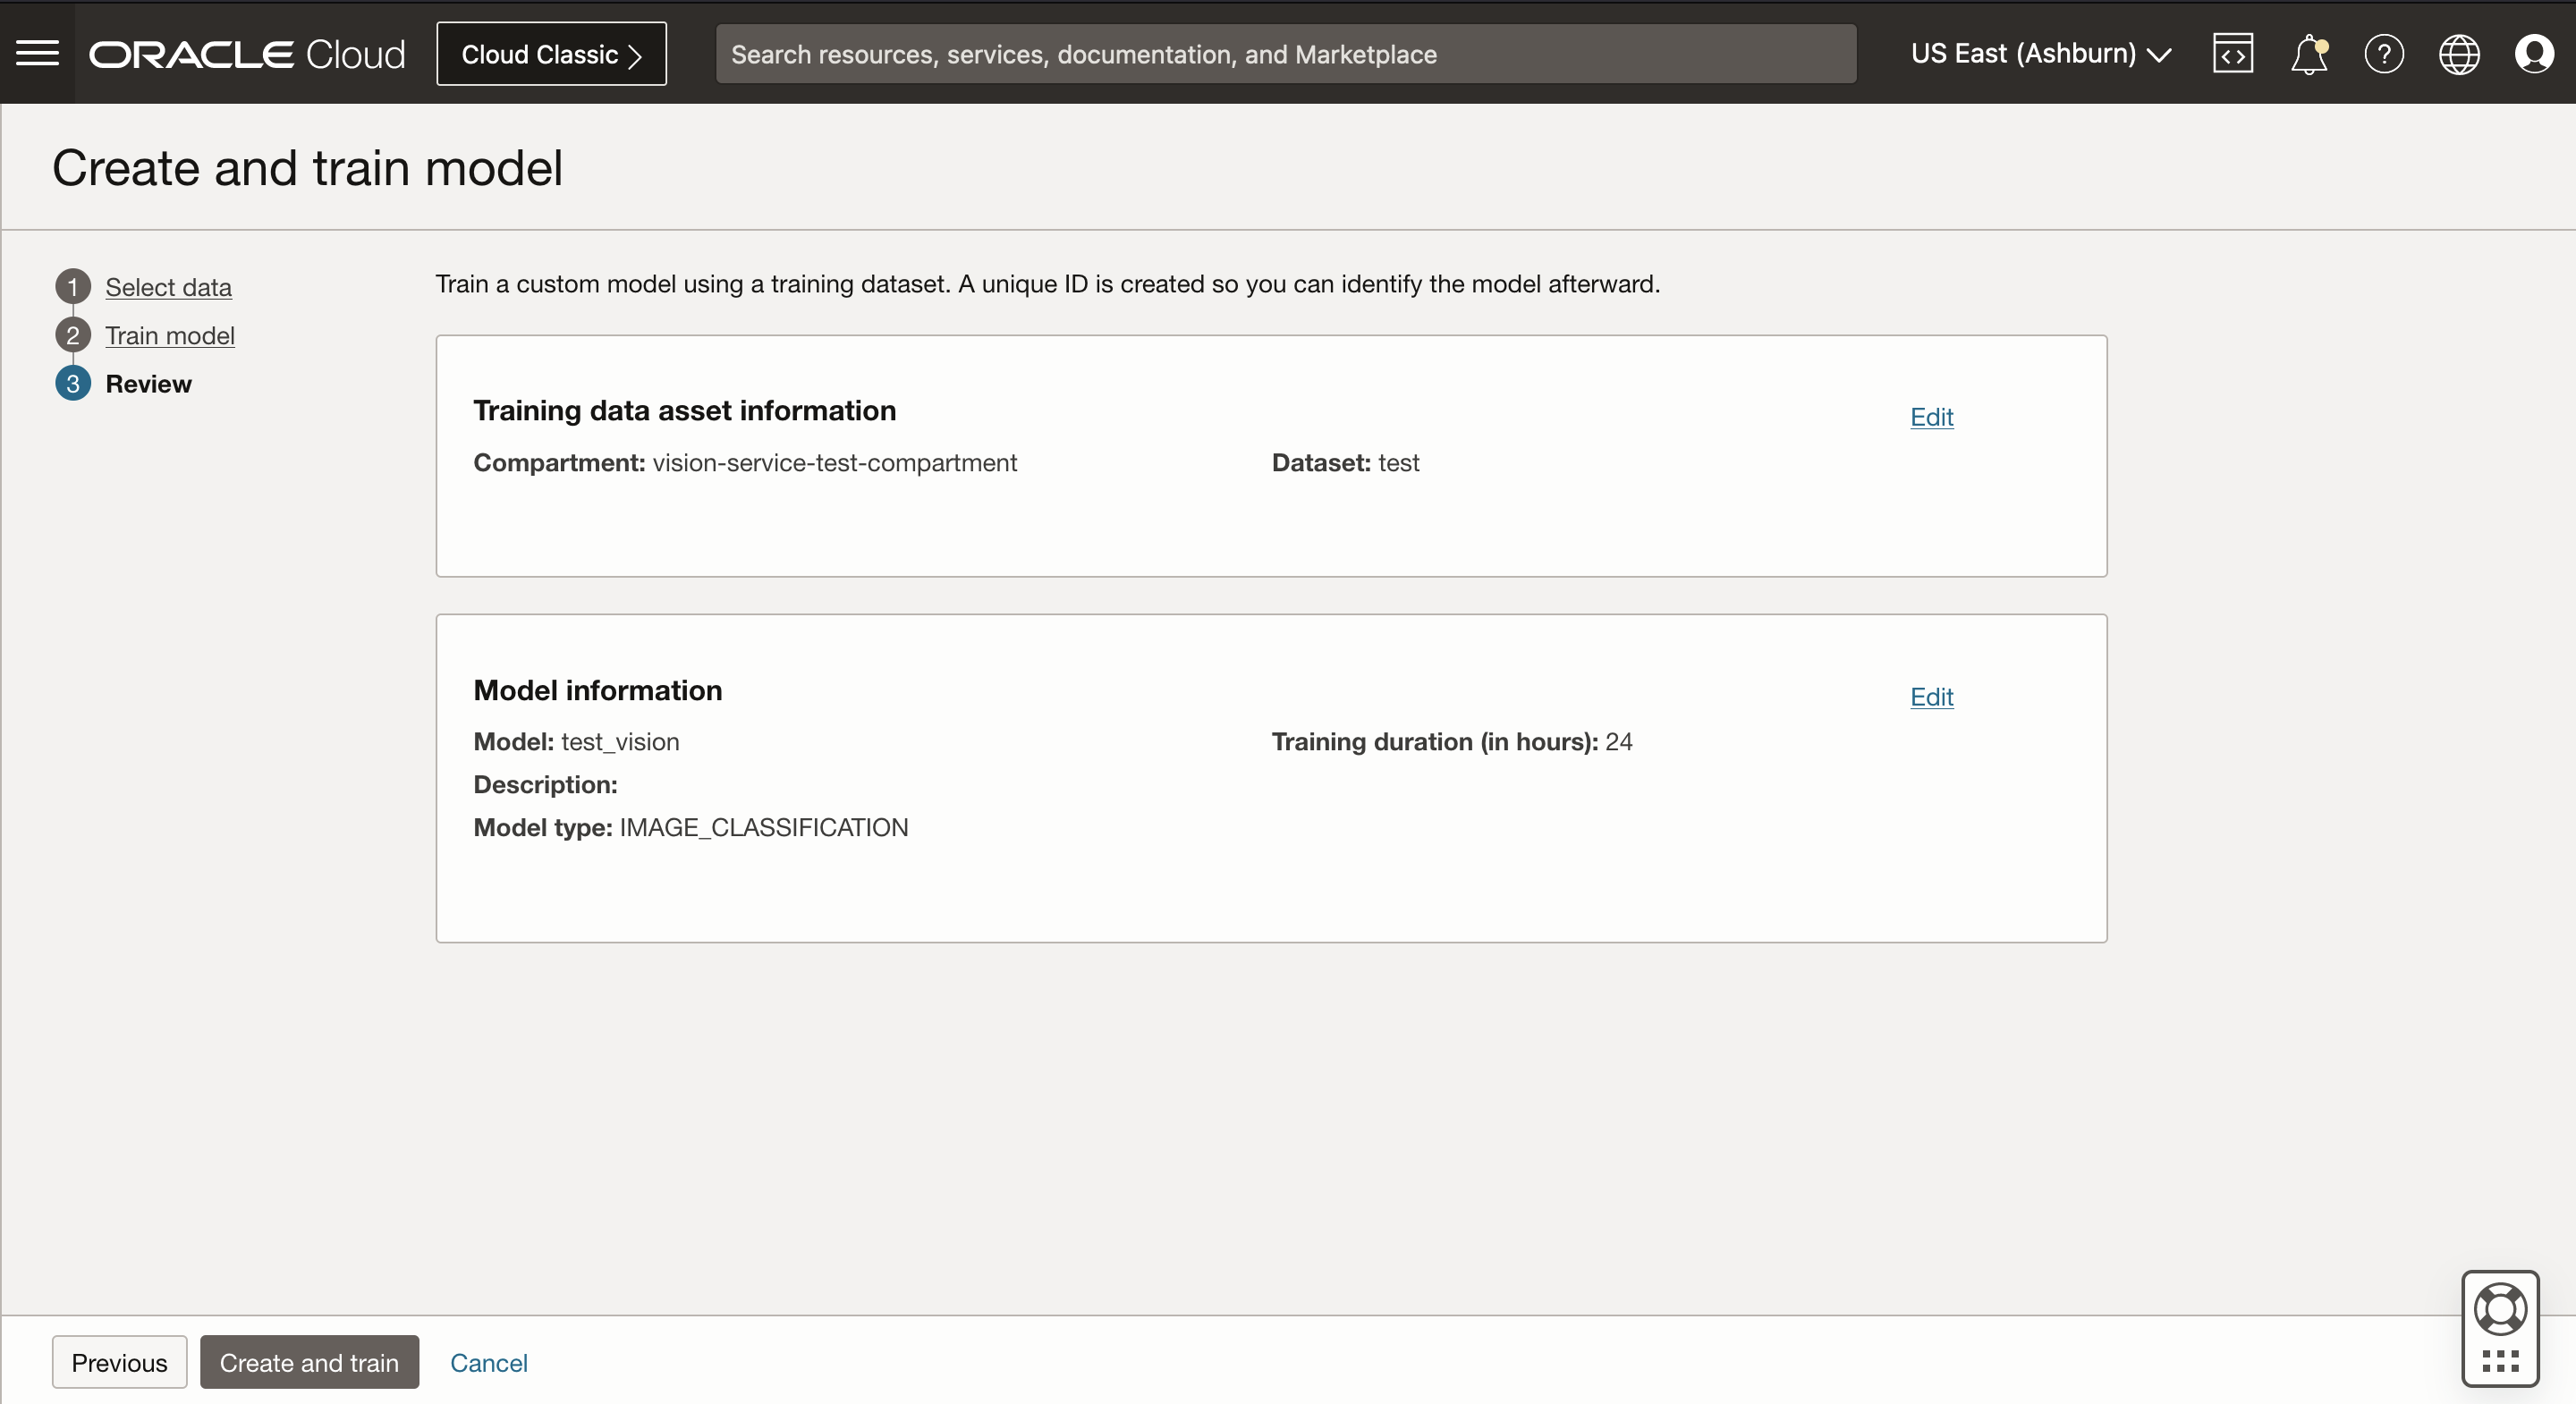 ORACLE Cloud
Cloud Classic
Search resources, services, documentation, and Marketplace
US East (Ashburn)
?
Create and train model
1 Select data
2 Train model
3 Review
Train a custom model using a training dataset. A unique ID is created so you can identify the model afterward.
Training data asset information
Edit
Compartment: vision-service-test-compartment
Dataset: test
Model information
Edit
Model: test_vision
Training duration (in hours): 24
Description:
Model type: IMAGE_CLASSIFICATION
Previous
Create and train
Cancel